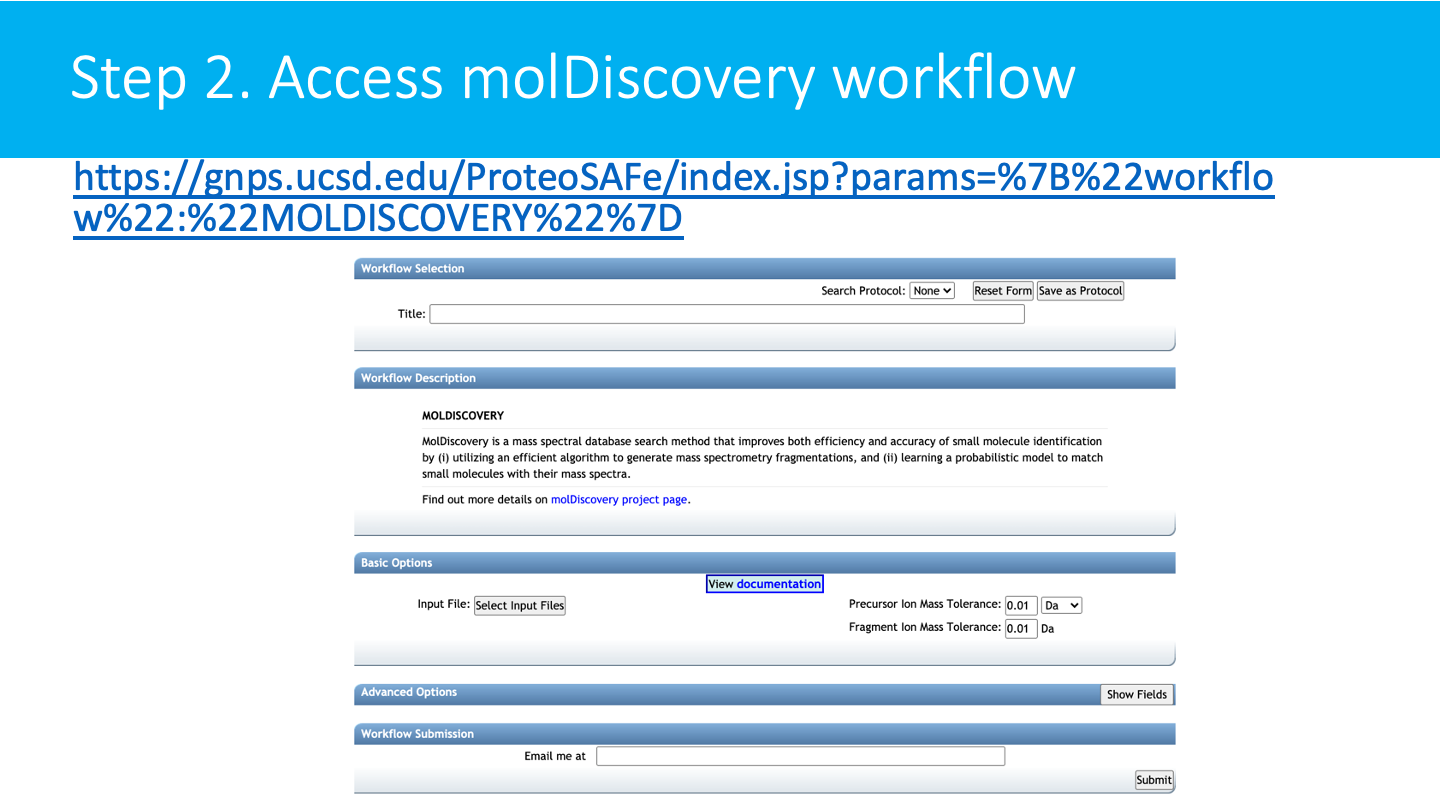 Step 2. Access molDiscovery workflow
https://gnps.ucsd.edu/ProteoSAFe/index.jsp?params=%7B%22workflo
w%22:%22MOLDISCOVERY%22%7D
Workflow Selection
Search Protocol: None Reset Form Save as Protocol
Title:
Workflow Description
MOLDISCOVERY
MolDiscovery is a mass spectral database search method that improves both efficiency and accuracy of small molecule identification
by (i) utilizing an efficient algorithm to generate mass spectrometry fragmentations, and (ii) learning a probabilistic model to match
small molecules with their mass spectra.
Find out more details on molDiscovery project page.
Basic Options
View documentation
Input File: Select Input Files Precursor Ion Mass Tolerance: 0.01 Da
Fragment Ion Mass Tolerance: 0.01 Da
Advanced Options Show Fields
Workflow Submission
Email me at
Submit